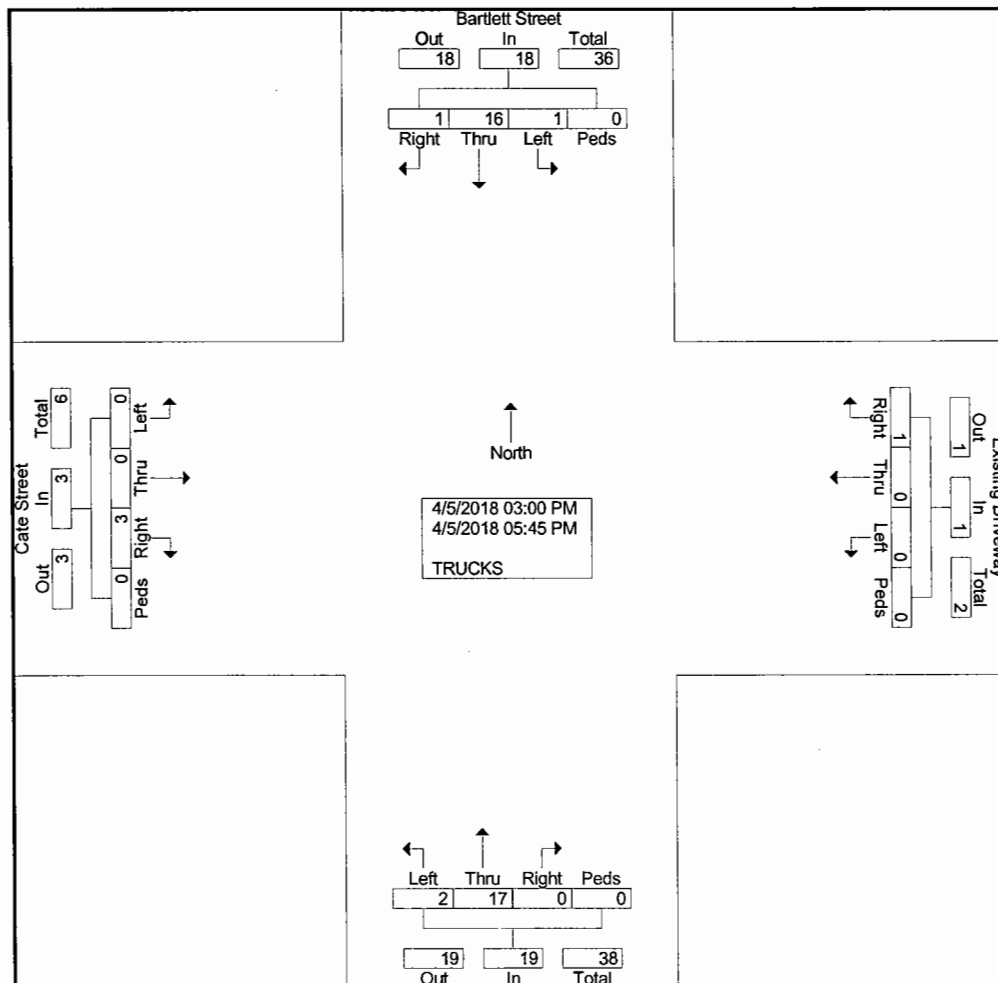 Bartlett Street
Out In Total
18 18 36
1 16 1 0
Right Thru Left Peds
Cate Street
Out In Total
3 3 6
0 0 3 0
Left Thru Right Peds
North
4/5/2018 03:00 PM
4/5/2018 05:45 PM
TRUCKS
Right Thru Left Peds
1 0 0 0
Out In Total
1 1 2
Existing Driveway
Left Thru Right Peds
2 17 0 0
19 19 38
Out In Total